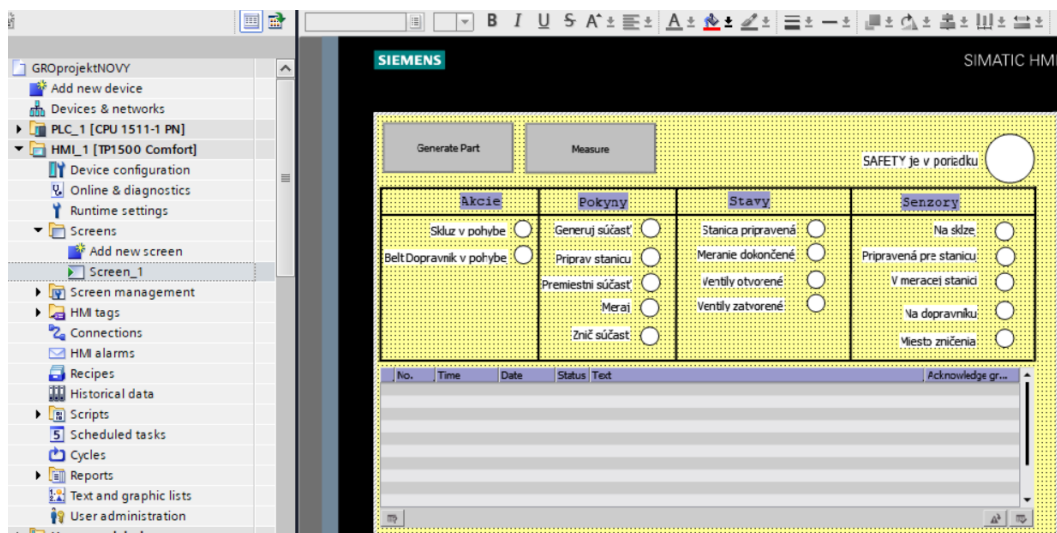 B I U S A
GROprojektNOVY
Add new device
Devices & networks
PLC_1 [CPU 1511-1 PN]
HMI_1 [TP1500 Comfort]
Device configuration
Online & diagnostics
Runtime settings
Screens
Add new screen
Screen_1
Screen management
HMI tags
Connections
HMI alarms
Recipes
Historical data
Scripts
Scheduled tasks
Cycles
Reports
Text and graphic lists
User administration
SIEMENS
SIMATIC HMI
Generate Part
Measure
SAFETY je v poriadku
Akcie
Pokyny
Stavy
Senzory
Skluz v pohybe
Generuj súčasť
Stanica pripravená
Na sklze
Belt Dopravnik v pohybe
Priprav stanicu
Meranie dokončené
Pripravená pre stanicu
Premiestni súčasť
Ventily otvorené
V meracej stanici
Meraj
Ventily zatvorené
Na dopravníku
Znič súčast
Miesto zničenia
No. Time Date Status Text Acknowledge gr...